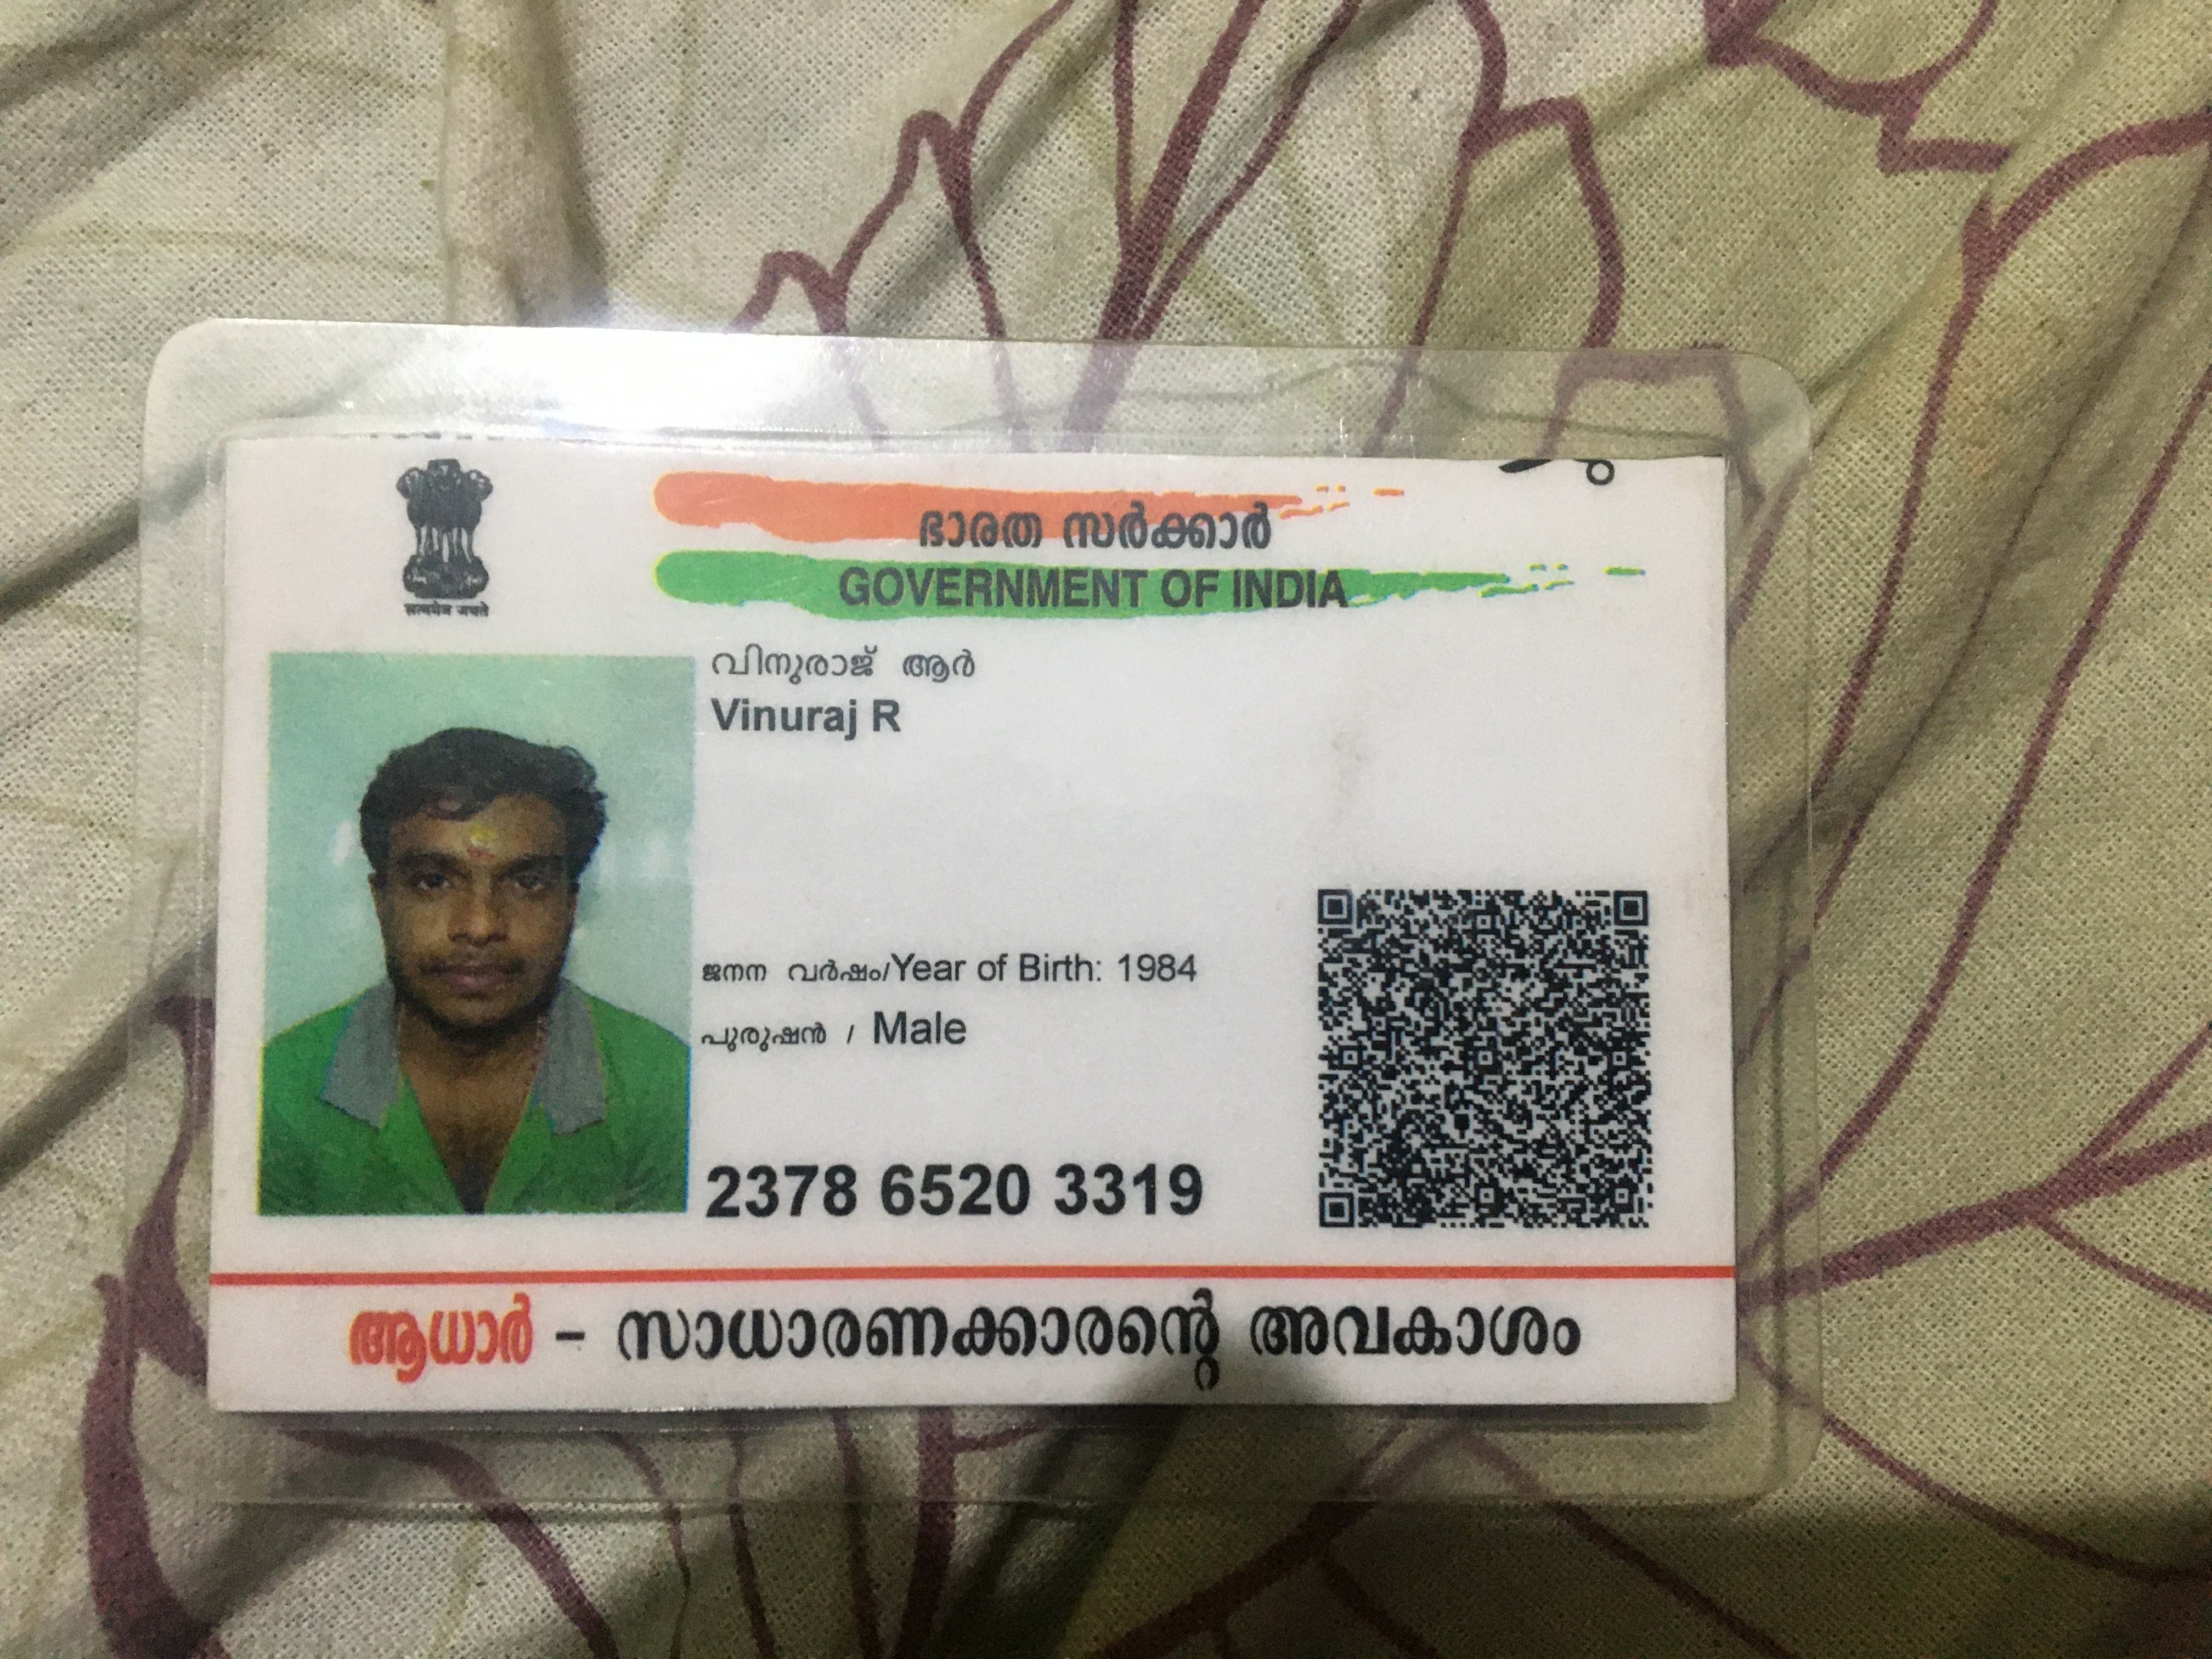 ഭാരത സർക്കാർ
GOVERNMENT OF INDIA
വിനുരാജ് ആർ
Vinuraj R
ജനന വർഷം/Year of Birth: 1984
പുരുഷൻ / Male
2378 6520 3319
ആധാർ - സാധാരണക്കാരന്റെ അവകാശം